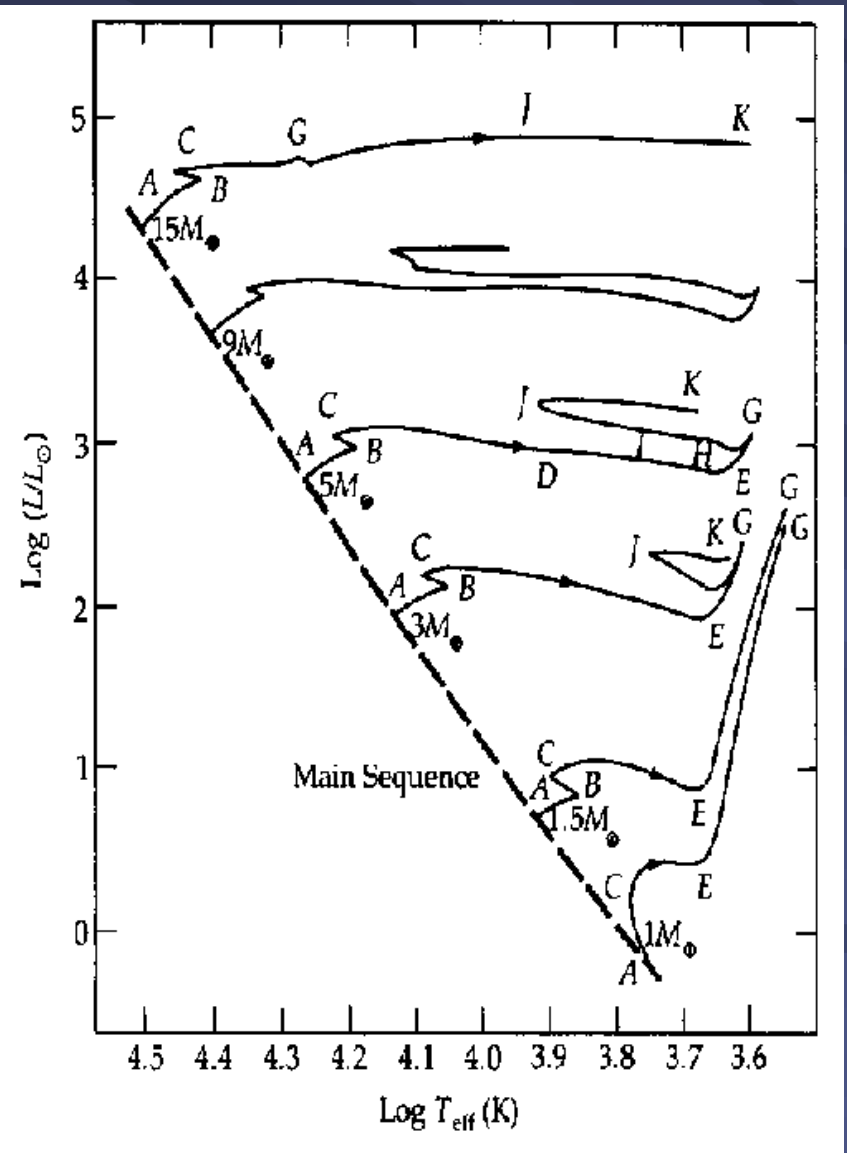 5
4
3
2
1
0
Log (L/L⊙)
A
C
B
G
J
K
15M⊙
9M⊙
A
C
B
5M⊙
D
J
K
H
G
E
A
C
B
3M⊙
J
K
G
E
G
G
Main Sequence
C
A
B
1.5M⊙
E
C
E
1M⊙
A
4.5 4.4 4.3 4.2 4.1 4.0 3.9 3.8 3.7 3.6
Log Teff (K)